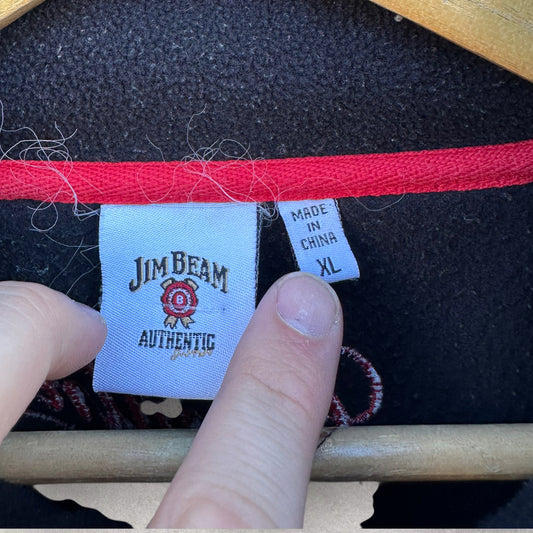 JIM BEAM
B
AUTHENTIC
MADE
IN
CHINA
XL